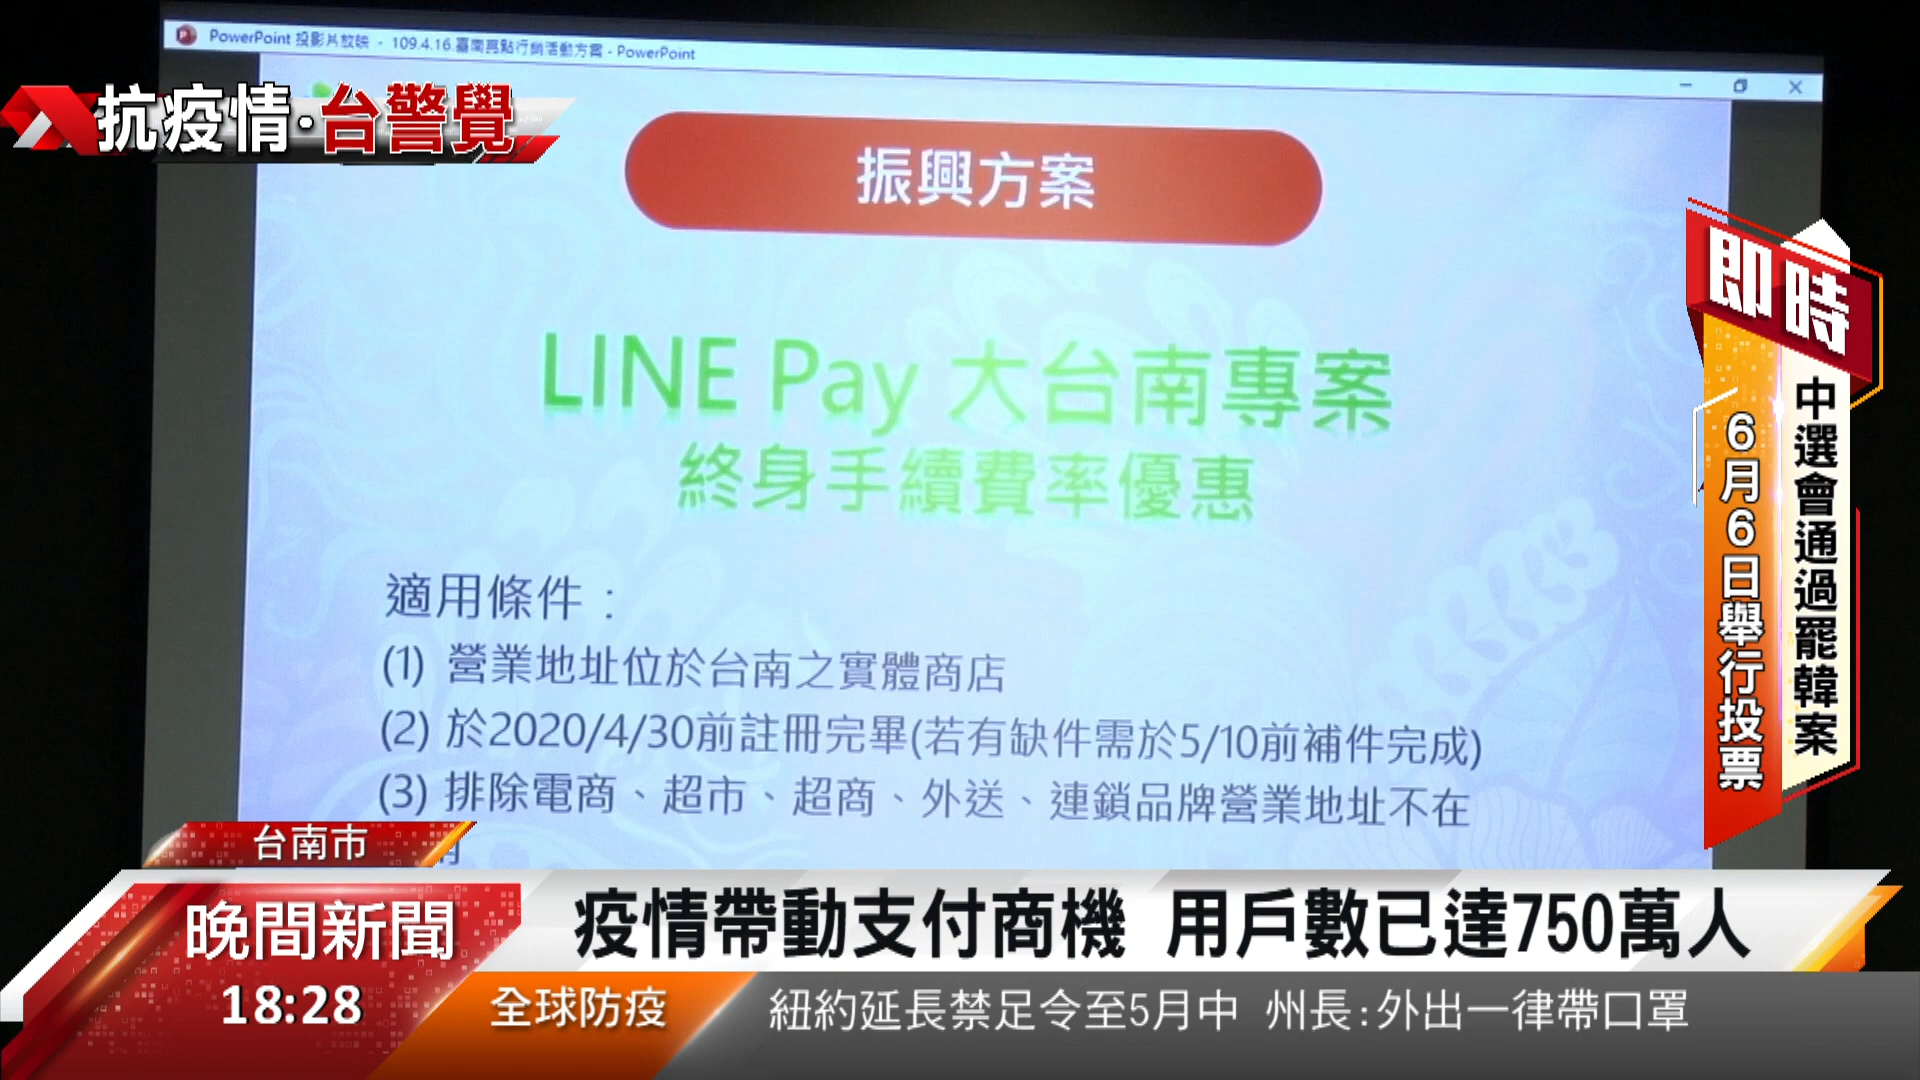 PowerPoint 投影片放映 - 109.4.16.臺南亮點行銷活動方案 - PowerPoint
抗疫情·台警覺
振興方案
LINE Pay 大台南專案
終身手續費率優惠
適用條件：
(1) 營業地址位於台南之實體商店
(2) 於2020/4/30前註冊完畢(若有缺件需於5/10前補件完成)
(3) 排除電商、超市、超商、外送、連鎖品牌營業地址不在
即時
中選會通過罷韓案
6月6日舉行投票
台南市
晚間新聞
疫情帶動支付商機 用戶數已達750萬人
18:28
全球防疫
紐約延長禁足令至5月中 州長:外出一律帶口罩